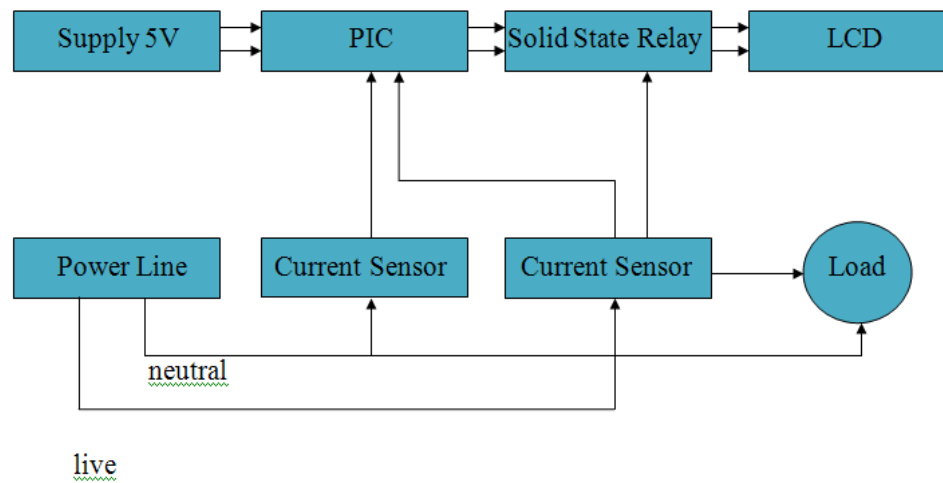 Supply 5V
PIC
Solid State Relay
LCD
Power Line
Current Sensor
Current Sensor
Load
neutral
live